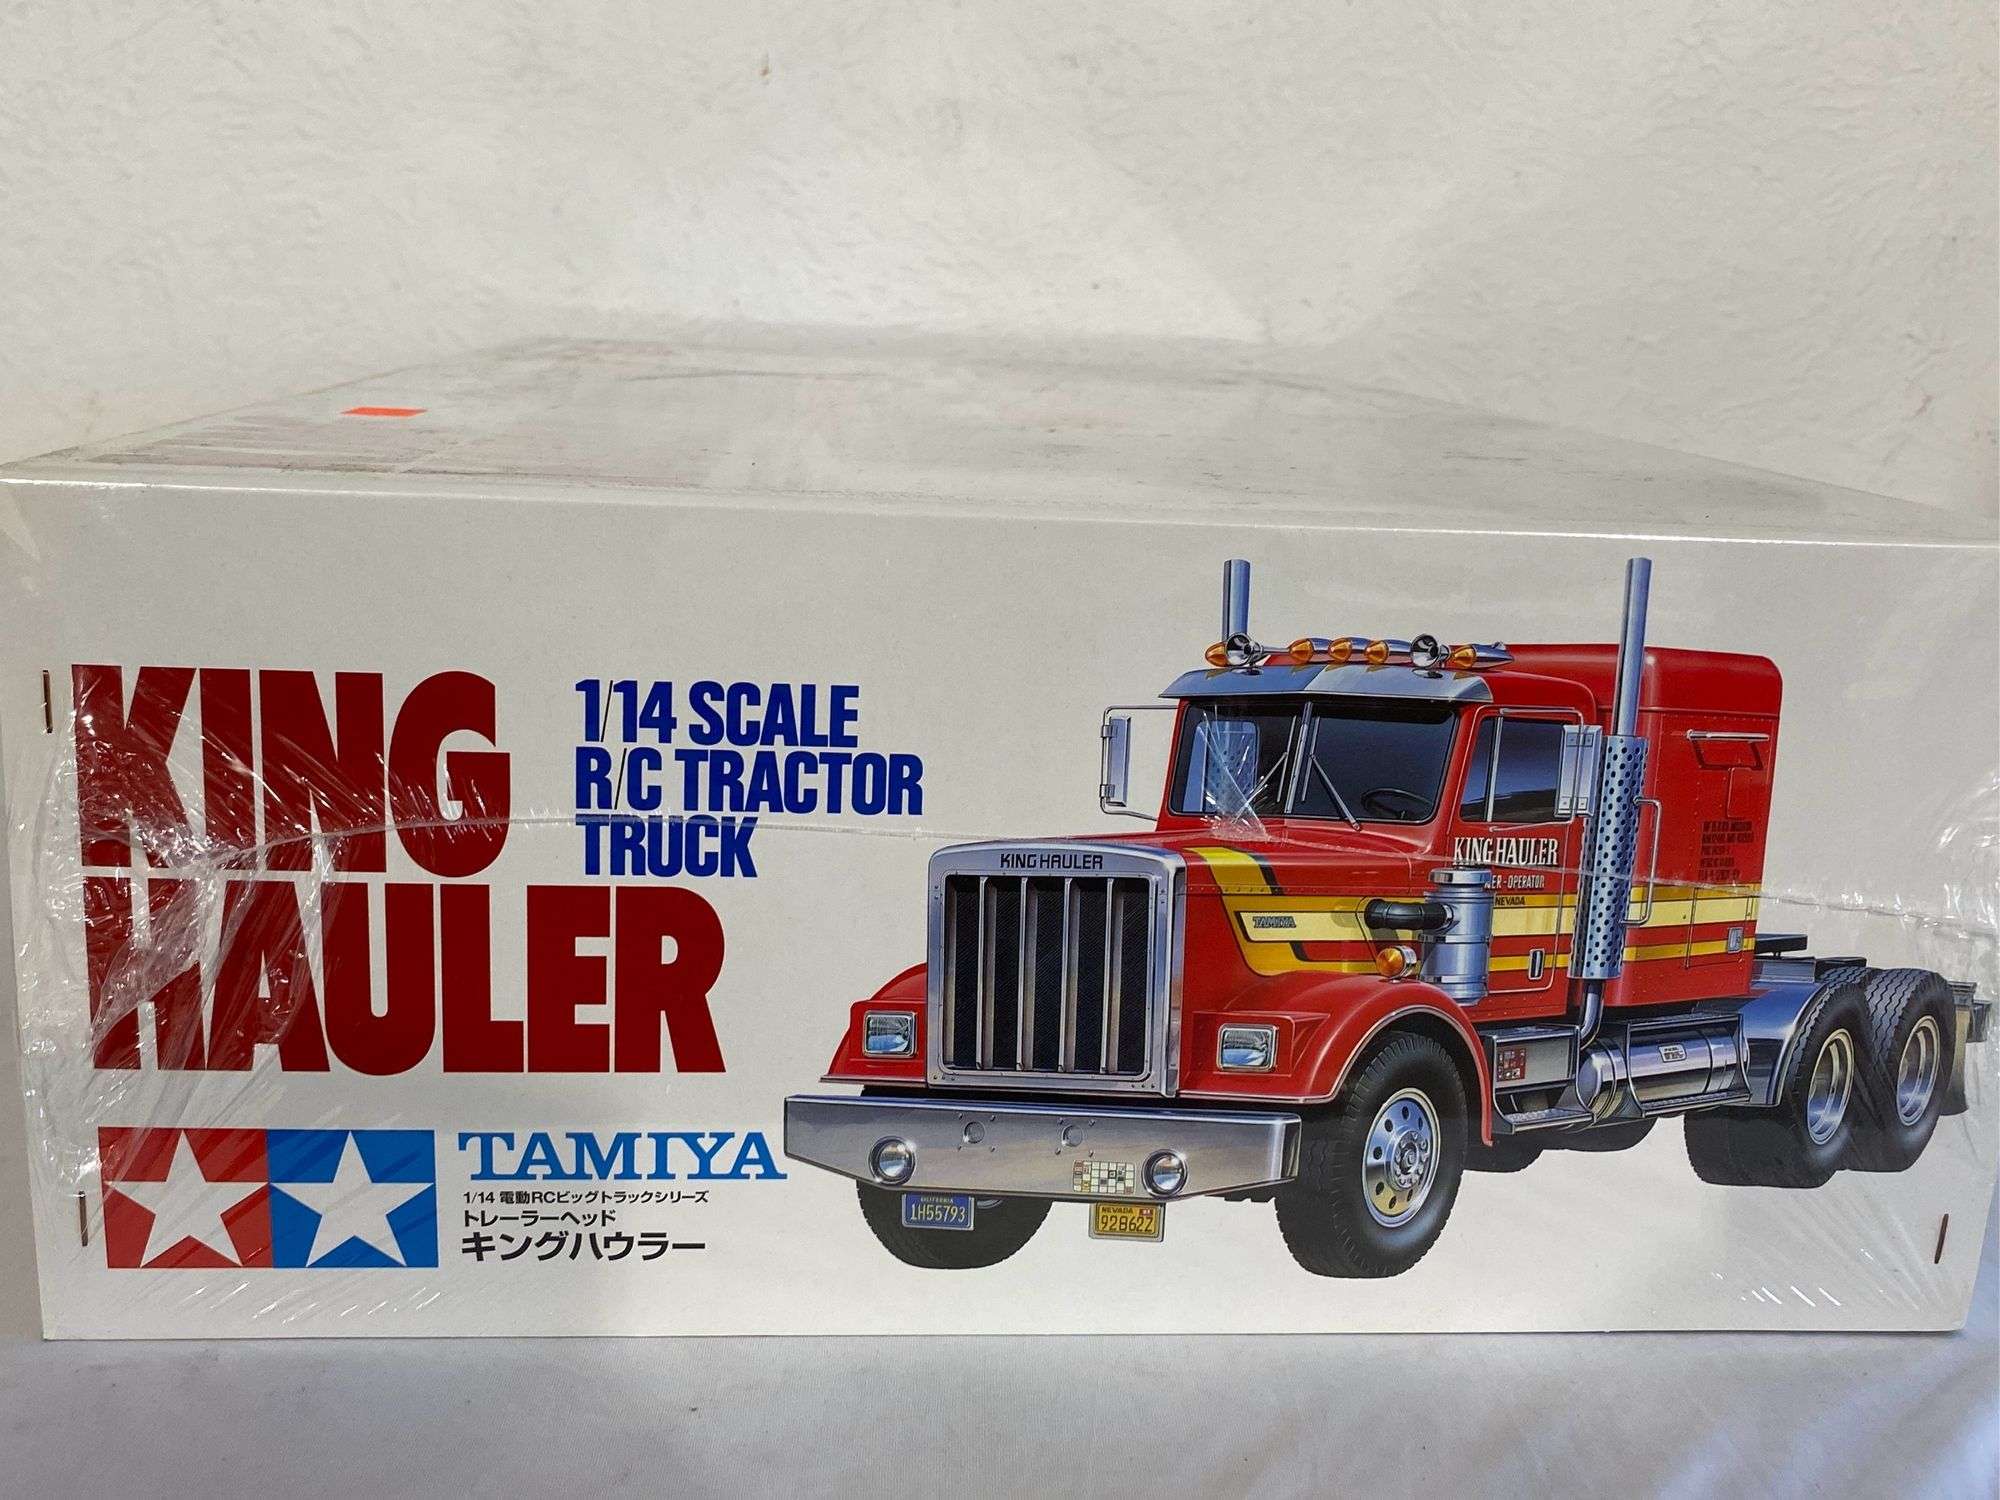 KING
HAULER
1/14 SCALE
R/C TRACTOR
TRUCK
TAMIYA
1/14 電動RCビッグトラックシリーズ
トレーラーヘッド
キングハウラー
KING HAULER
KING HAULER
-OPERATOR
NEVADA
TAMIYA
CALIFORNIA
1H55793
NEVADA
92862Z